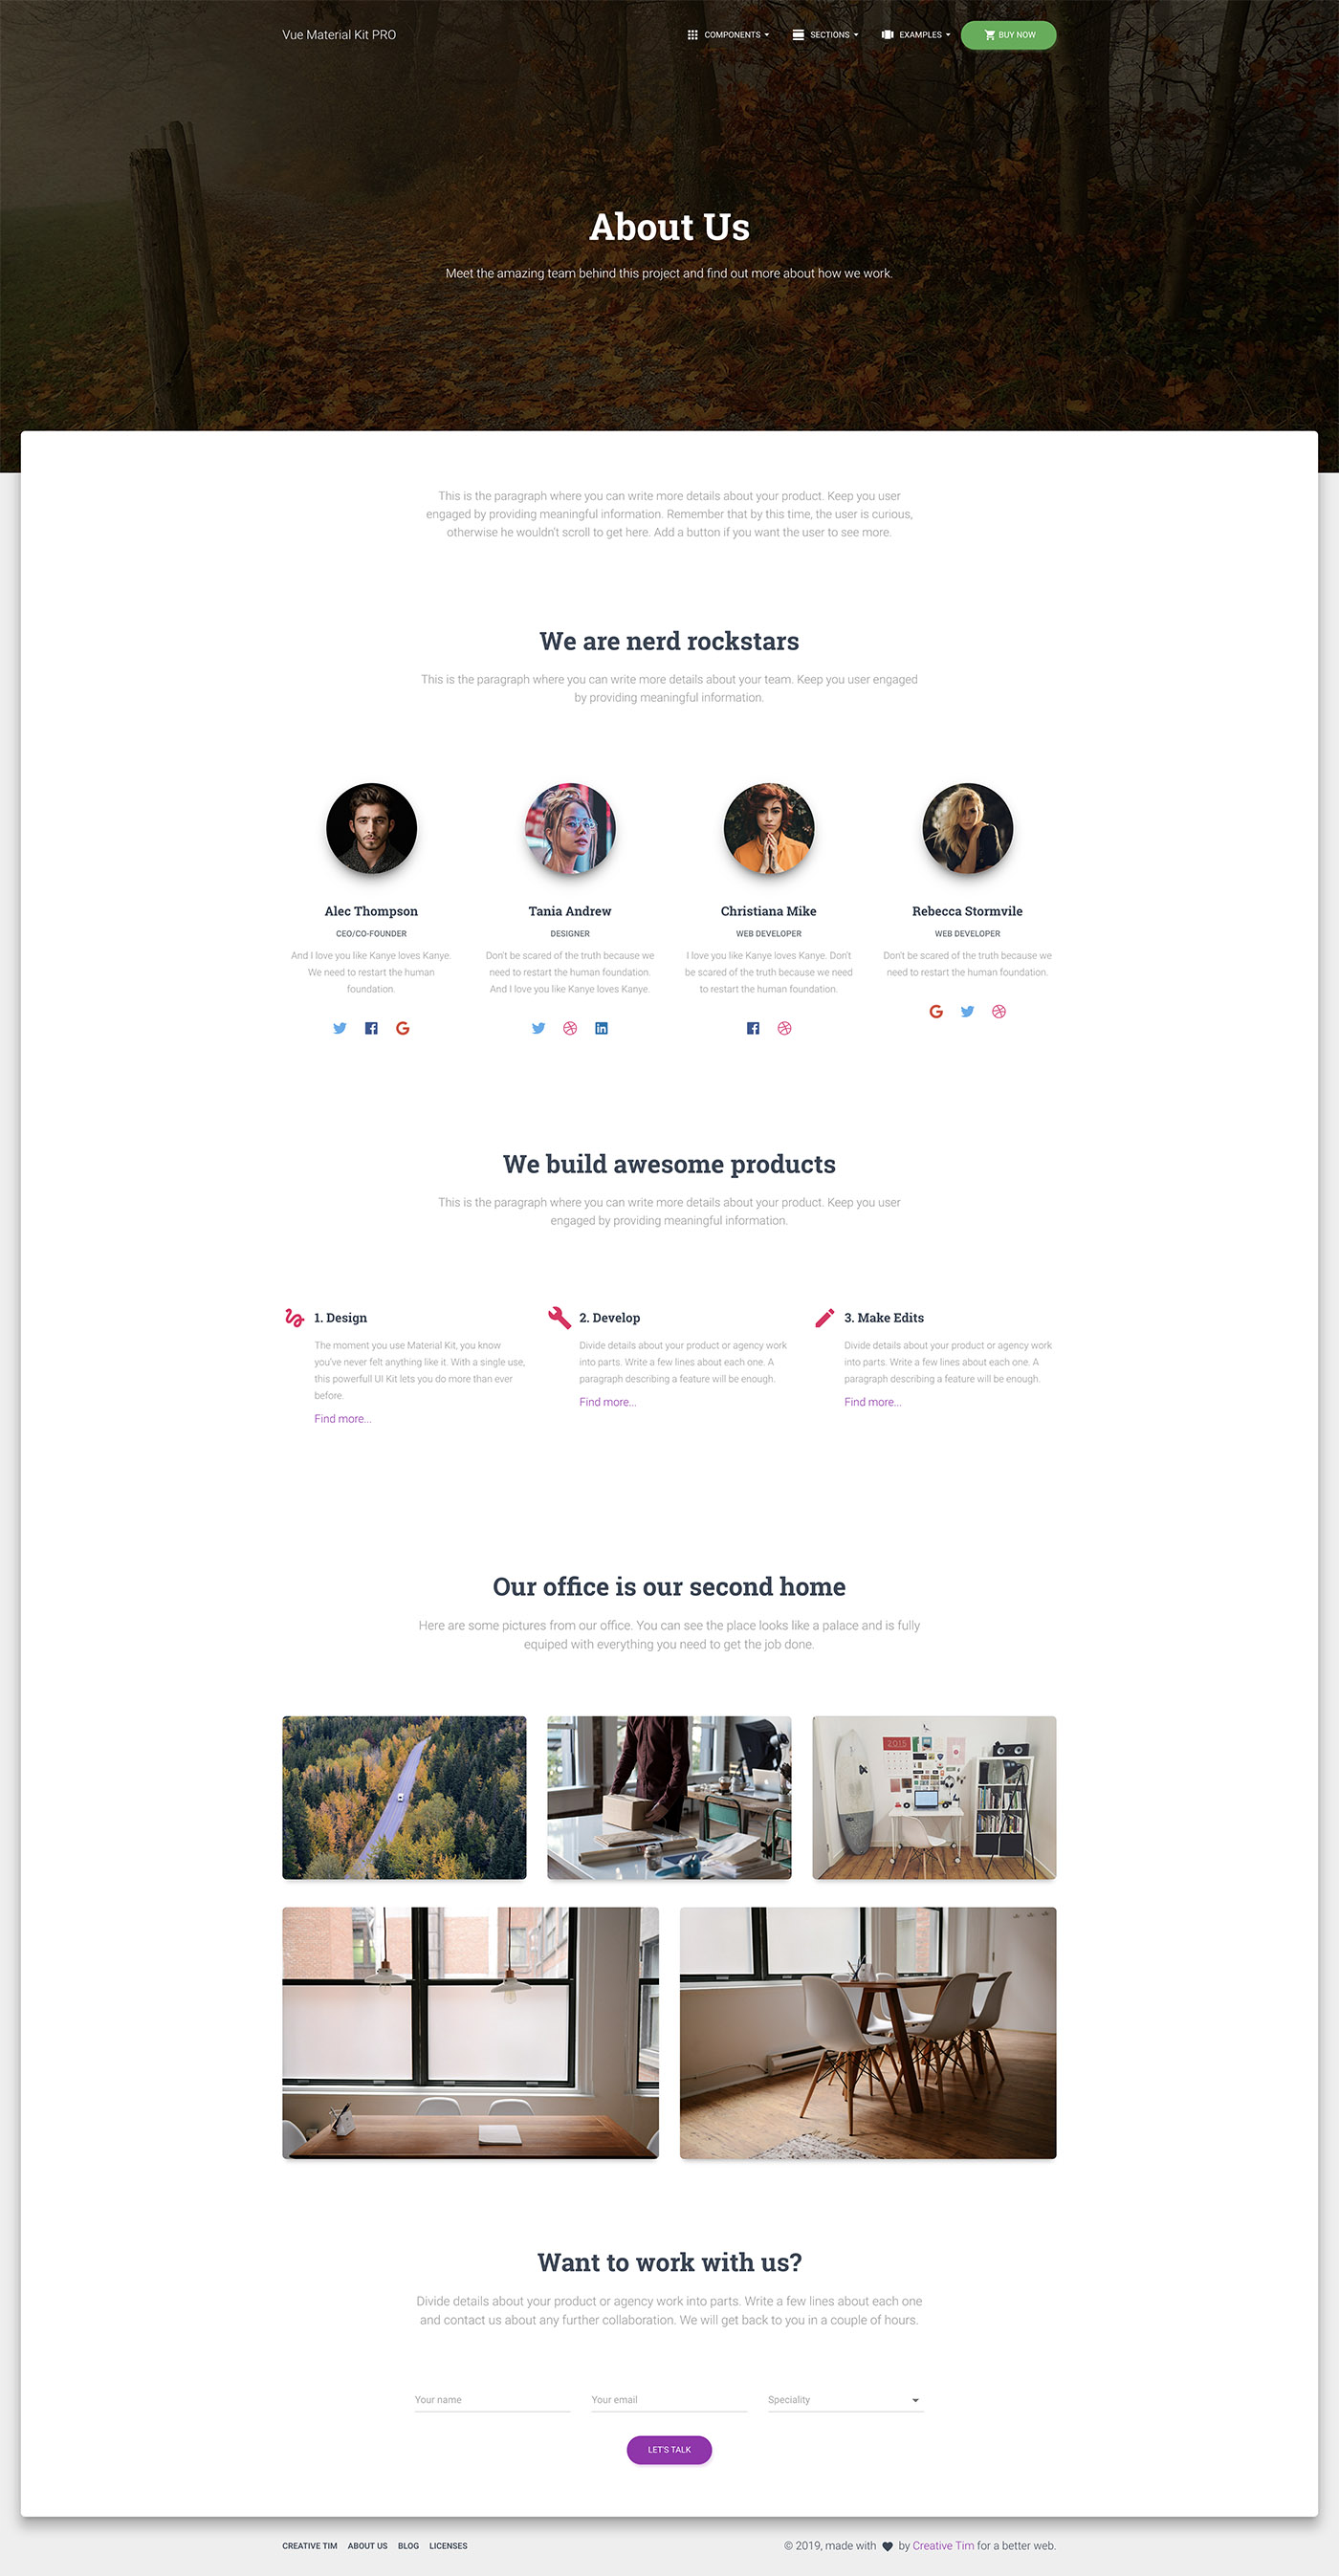 Vue Material Kit PRO
COMPONENTS
SECTIONS
EXAMPLES
BUY NOW
About Us
Meet the amazing team behind this project and find out more about how we work.
This is the paragraph where you can write more details about your product. Keep you user
engaged by providing meaningful information. Remember that by this time, the user is curious,
otherwise he wouldn't scroll to get here. Add a button if you want the user to see more.
We are nerd rockstars
This is the paragraph where you can write more details about your team. Keep you user engaged
by providing meaningful information.
Alec Thompson
CEO/CO-FOUNDER
And I love you like Kanye loves Kanye.
We need to restart the human
foundation.
Tania Andrew
DESIGNER
Don't be scared of the truth because we
need to restart the human foundation.
And I love you like Kanye loves Kanye.
Christiana Mike
WEB DEVELOPER
I love you like Kanye loves Kanye. Don't
be scared of the truth because we need
to restart the human foundation.
Rebecca Stormvile
WEB DEVELOPER
Don't be scared of the truth because we
need to restart the human foundation.
We build awesome products
This is the paragraph where you can write more details about your product. Keep you user
engaged by providing meaningful information.
1. Design
The moment you use Material Kit, you know
you've never felt anything like it. With a single use,
this powerfull UI Kit lets you do more than ever
before.
Find more...
2. Develop
Divide details about your product or agency work
into parts. Write a few lines about each one. A
paragraph describing a feature will be enough.
Find more...
3. Make Edits
Divide details about your product or agency work
into parts. Write a few lines about each one. A
paragraph describing a feature will be enough.
Find more...
Our office is our second home
Here are some pictures from our office. You can see the place looks like a palace and is fully
equiped with everything you need to get the job done.
2015
Want to work with us?
Divide details about your product or agency work into parts. Write a few lines about each one
and contact us about any further collaboration. We will get back to you in a couple of hours.
Your name
Your email
Speciality
LET'S TALK
CREATIVE TIM
ABOUT US
BLOG
LICENSES
© 2019, made with by Creative Tim for a better web.